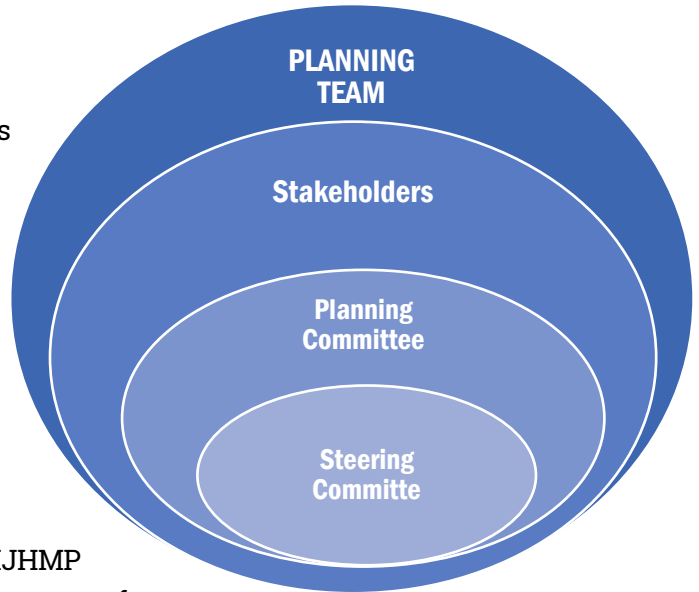 PLANNING
TEAM
s
Stakeholders
Planning
Committee
Steering
Committe
JHMP